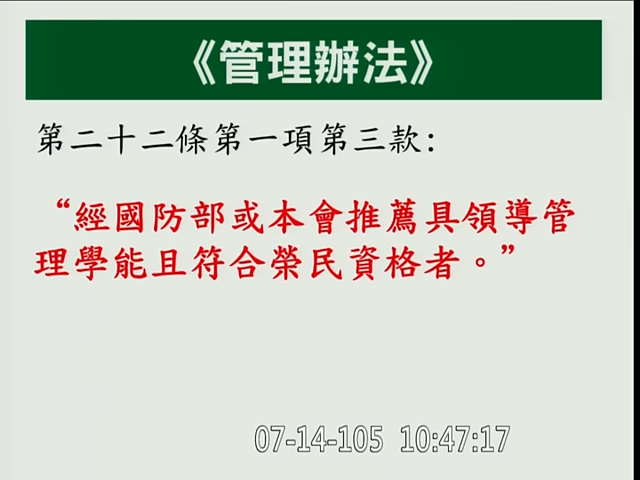 《管理辦法》
第二十二條第一項第三款:
“經國防部或本會推薦具領導管
理學能且符合榮民資格者。”
07-14-105 10:47:17